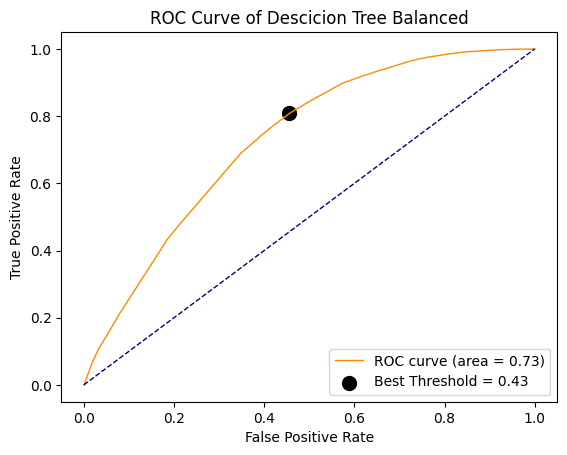 ROC Curve of Descicion Tree Balanced
True Positive Rate
1.0
0.8
0.6
0.4
0.2
0.0
ROC curve (area = 0.73)
Best Threshold = 0.43
0.0 0.2 0.4 0.6 0.8 1.0
False Positive Rate